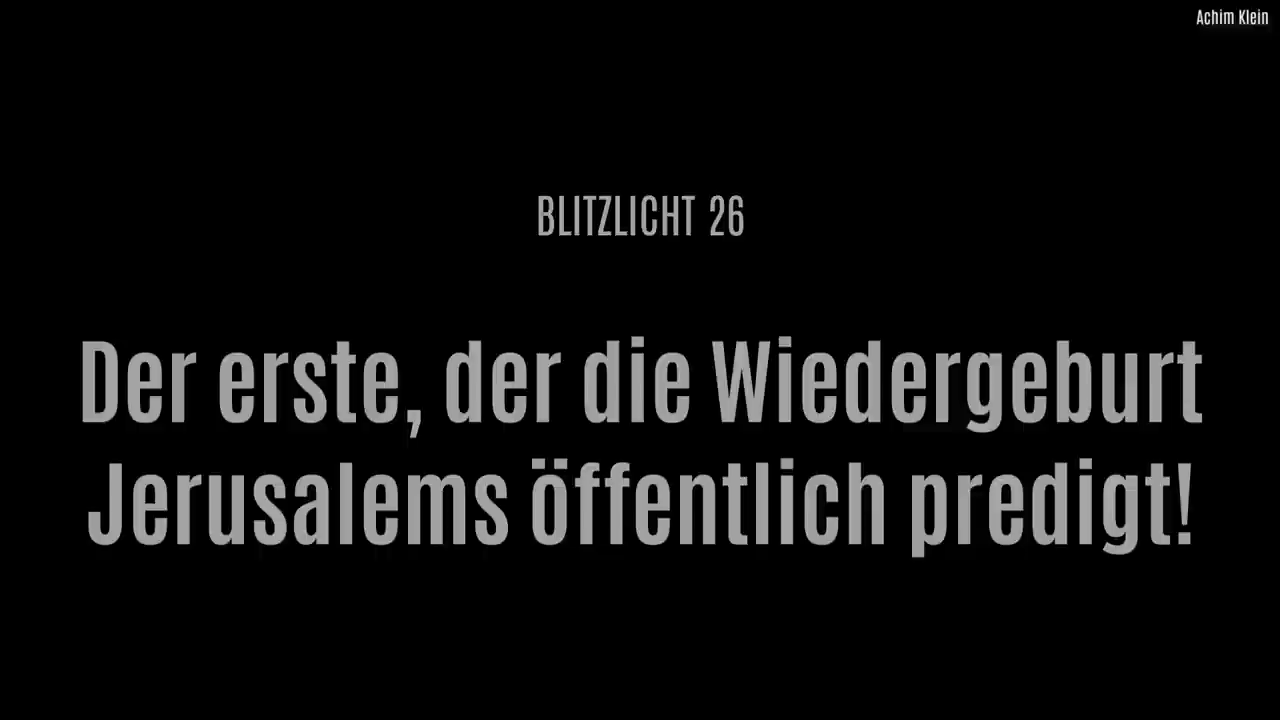 Achim Klein
BLITZLICHT 26
Der erste, der die Wiedergeburt
Jerusalems öffentlich predigt!